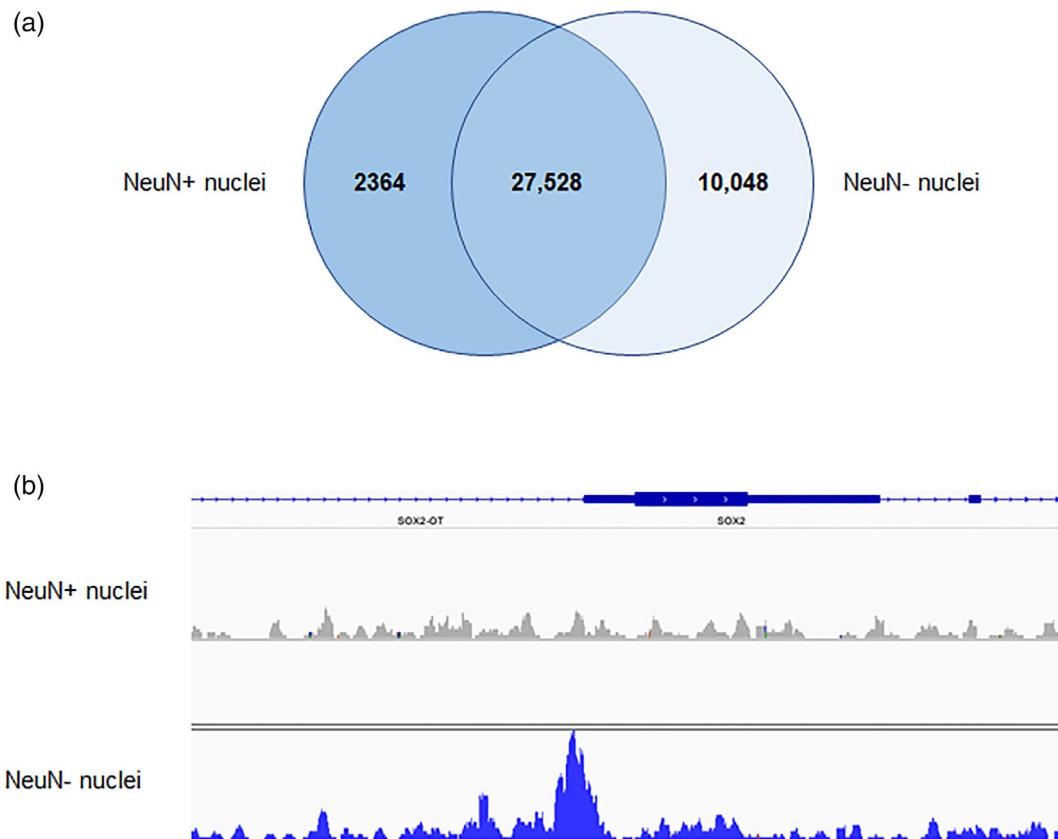 (a)
NeuN+ nuclei 2364 27,528 10,048 NeuN- nuclei
(b)
SOX2-OT SOX2
NeuN+ nuclei
NeuN- nuclei